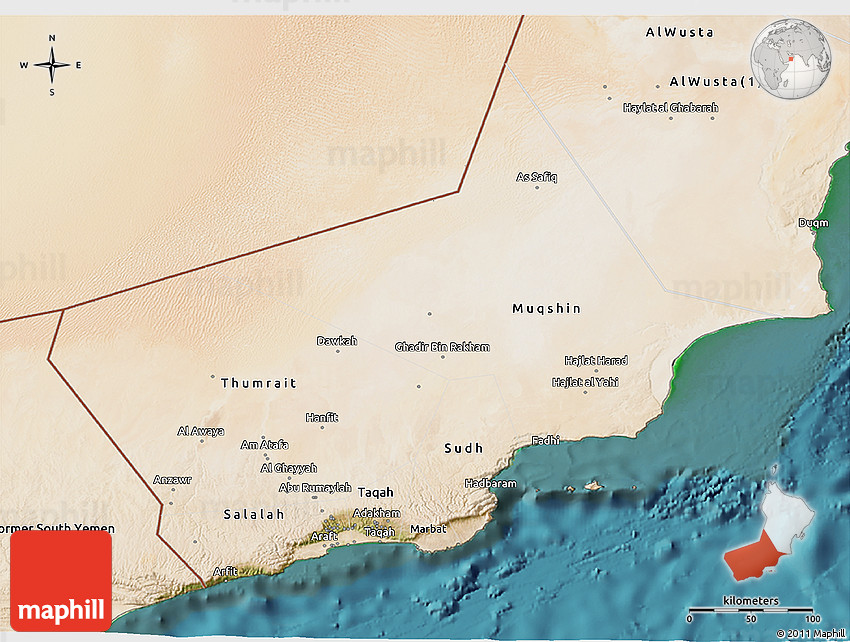 maphill
N
W E
S
AlWusta
AlWusta(1)
Haylat al Ghabarah
maphill
As Safiq
Duqm
maphill
maphill
maphill
Muqshin
Dawkah
Ghadir Bin Rakham
Hajlat Harad
Hajlat al Yahi
Thumrait
Hanfit
Al Awaya
Am Atafa
Fadhi
Sudh
Al Ghayyah
Anzawr
Abu Rumaylah
Hadbaram
Taqah
Salalah
Adakham
ormer South Yemen
Marbat
Taqah
Araft
Arfit
maphill
kilometers
0 50 100
© 2011 Maphill